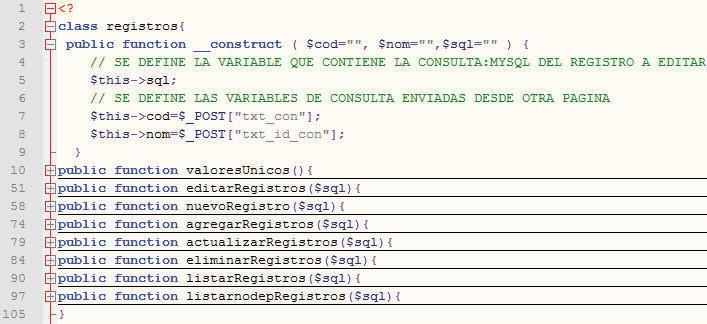 1 <?
2 class registros{
3 public function __construct ( $cod="", $nom="",$sql="" ) {
4 // SE DEFINE LA VARIABLE QUE CONTIENE LA CONSULTA:MYSQL DEL REGISTRO A EDITAR
5 $this->sql;
6 // SE DEFINE LAS VARIABLES DE CONSULTA ENVIADAS DESDE OTRA PAGINA
7 $this->cod=$_POST["txt_con"];
8 $this->nom=$_POST["txt_id_con"];
9 }
10 public function valoresUnicos(){
51 public function editarRegistros($sql){
58 public function nuevoRegistro($sql){
74 public function agregarRegistros($sql){
79 public function actualizarRegistros($sql){
84 public function eliminarRegistros($sql){
90 public function listarRegistros($sql){
97 public function listarnodepRegistros($sql){
105 }